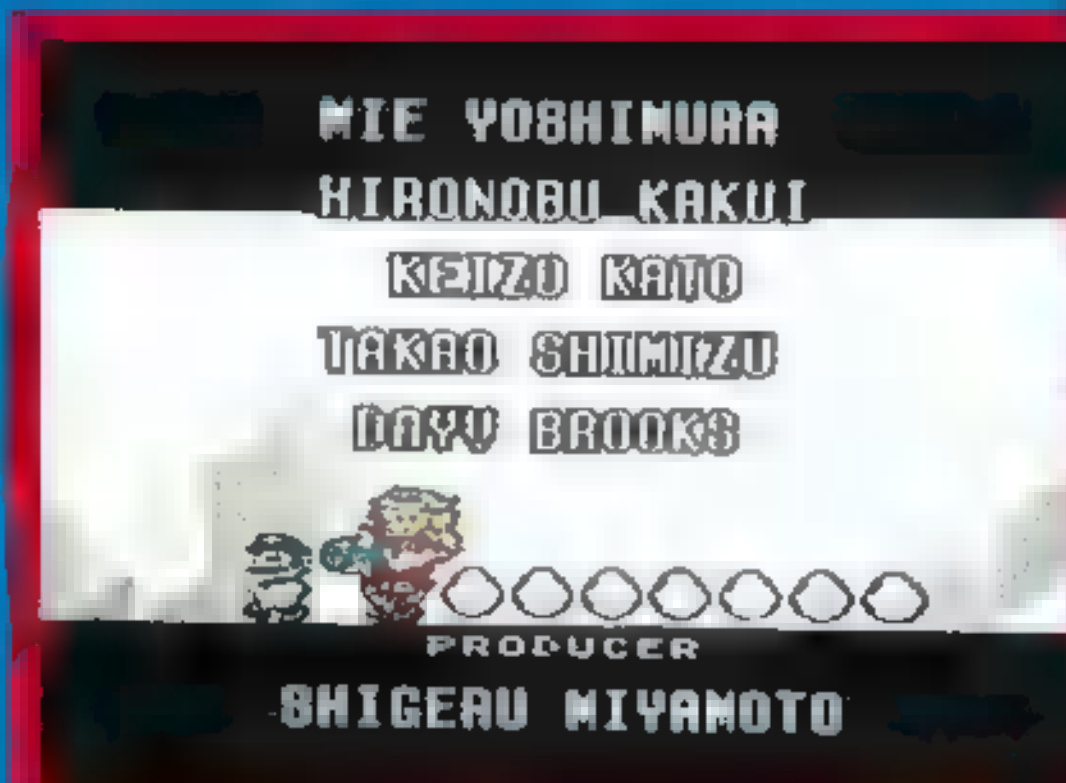 MIE YOSHIMURA
HIRONOBU KAKUI
KEIZO KATO
TAKAO SHIMIZU
DAYV BROOKS
PRODUCER
SHIGERU MIYAMOTO